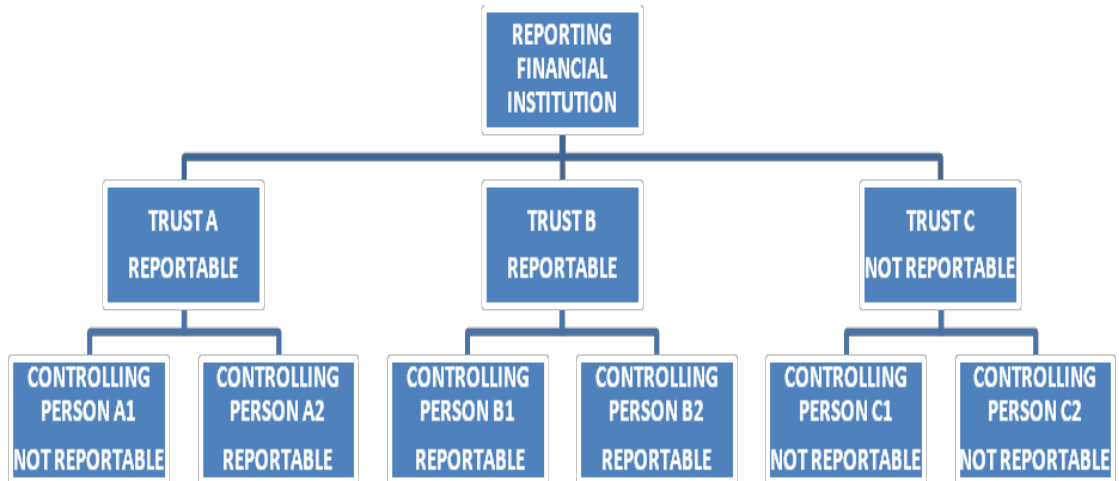 REPORTING
FINANCIAL
INSTITUTION
TRUST A
REPORTABLE
TRUST B
REPORTABLE
TRUST C
NOT REPORTABLE
CONTROLLING
PERSON A1
NOT REPORTABLE
CONTROLLING
PERSON A2
REPORTABLE
CONTROLLING
PERSON B1
REPORTABLE
CONTROLLING
PERSON B2
REPORTABLE
CONTROLLING
PERSON C1
NOT REPORTABLE
CONTROLLING
PERSON C2
NOT REPORTABLE